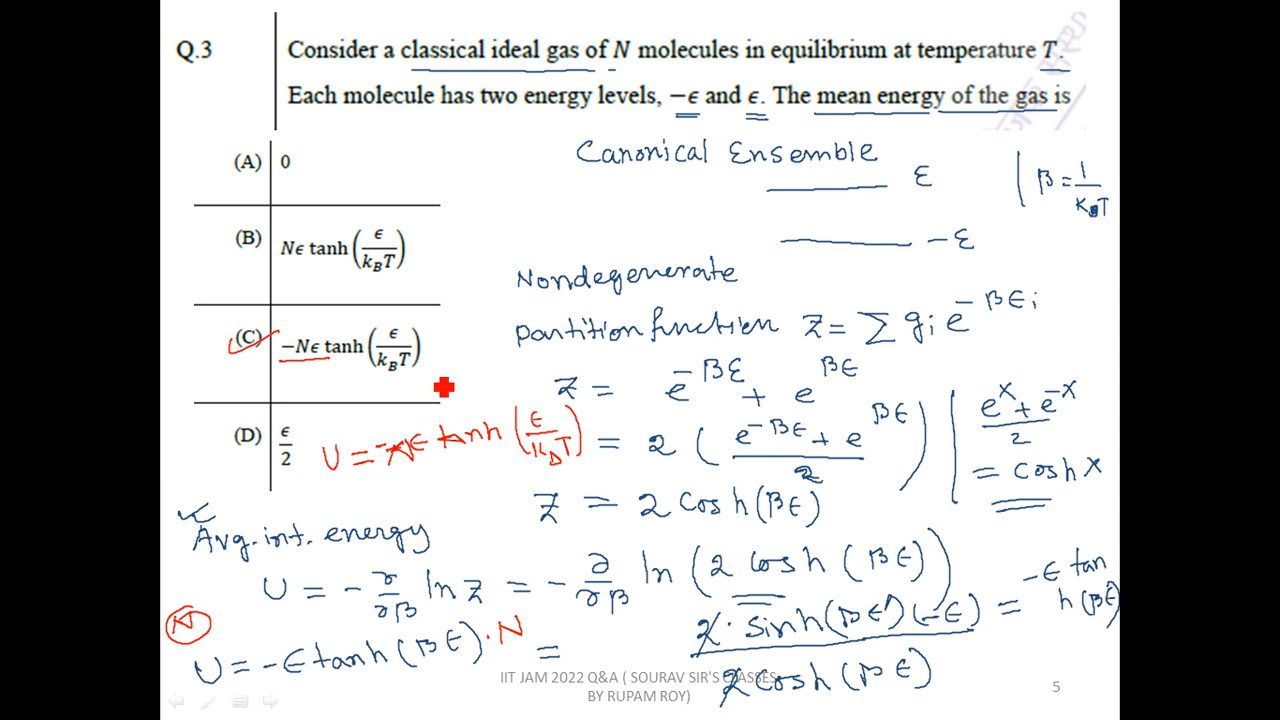 Q.3
Consider a classical ideal gas of N molecules in equilibrium at temperature T.
Each molecule has two energy levels, −ϵ and ϵ. The mean energy of the gas is
(A) 0
(B) Nϵ tanh(ϵ/k_BT)
(C) −Nϵ tanh(ϵ/k_BT)
(D) ϵ/2
Canonical Ensemble
ε
β = 1/K_BT
−ε
Nondegenerate
Partition function Z = Σ gi e^−βϵi
Z = e^−βε + e^βϵ
= 2 ( (e^−βϵ + e^βϵ)/2 )
(e^x + e^−x)/2
= cosh x
U = −Nϵ tanh(ϵ/K_BT)
Z = 2 cosh(βϵ)
Avg. int. energy
U = −∂/∂β ln Z = −∂/∂β ln (2 cosh (βϵ))
= 2 · sinh(βϵ)(−ϵ) / 2 cosh(βϵ) = −ϵ tanh(βϵ)
N
U = −ϵ tanh(βϵ) · N
IIT JAM 2022 Q&A ( SOURAV SIR'S CLASSES
BY RUPAM ROY)
5